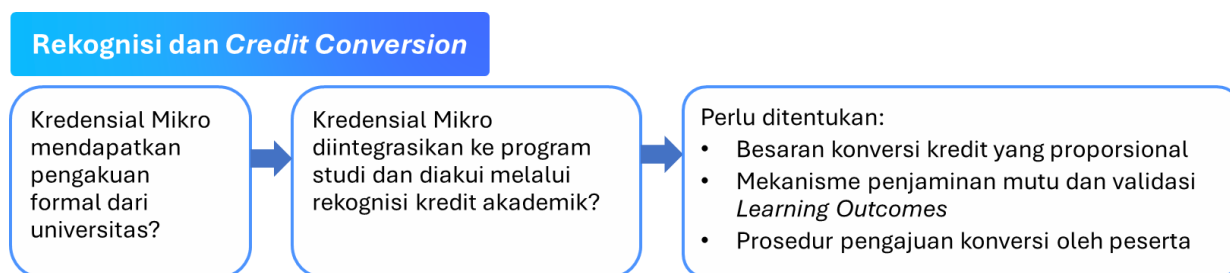 Rekognisi dan Credit Conversion
Kredensial Mikro
mendapatkan
pengakuan
formal dari
universitas?
Kredensial Mikro
diintegrasikan ke program
studi dan diakui melalui
rekognisi kredit akademik?
Perlu ditentukan:
• Besaran konversi kredit yang proporsional
• Mekanisme penjaminan mutu dan validasi
Learning Outcomes
• Prosedur pengajuan konversi oleh peserta